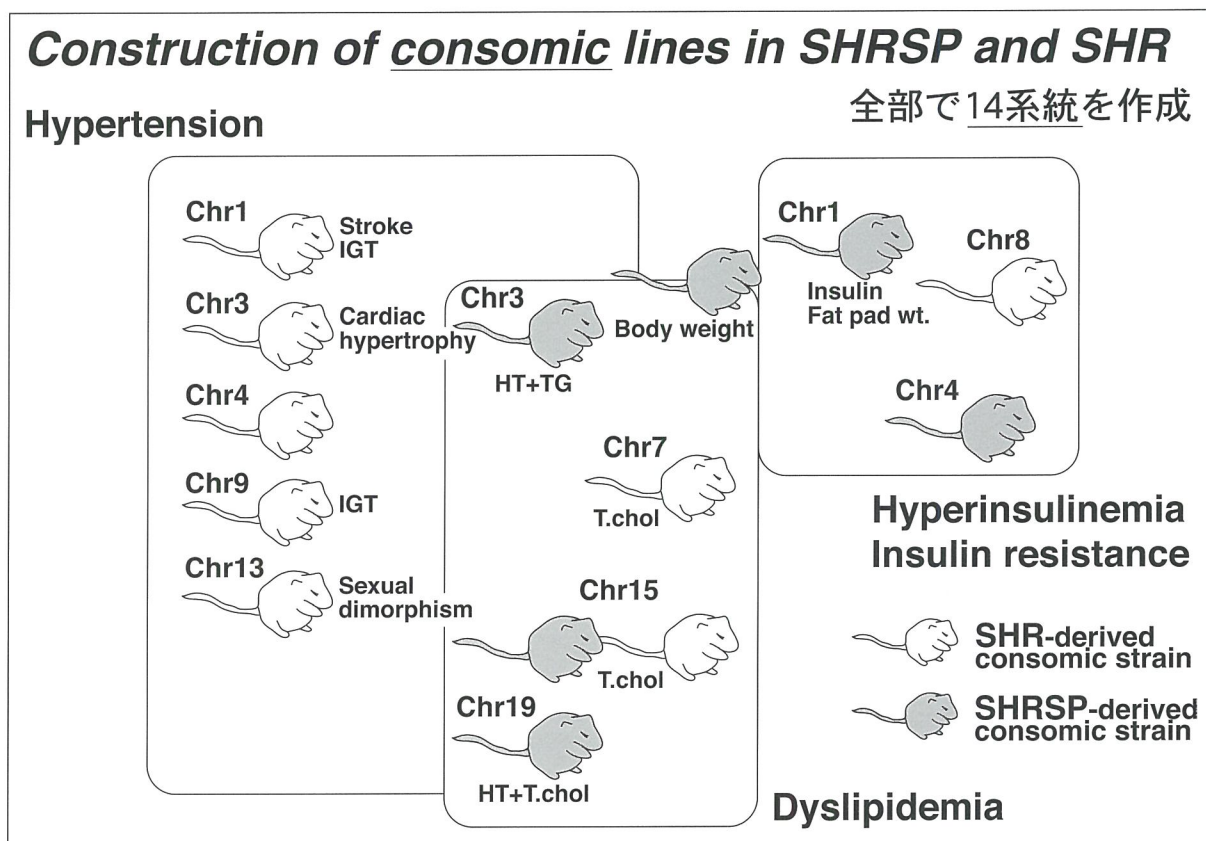 Construction of consomic lines in SHRSP and SHR
全部で14系統を作成
Hypertension
Chr1
Stroke
IGT
Chr3
Cardiac
hypertrophy
Chr4
Chr9
IGT
Chr13
Sexual
dimorphism
Chr3
HT+TG
Body weight
Chr7
T.chol
Chr15
T.chol
Chr19
HT+T.chol
Dyslipidemia
Chr1
Insulin
Fat pad wt.
Chr8
Chr4
Hyperinsulinemia
Insulin resistance
SHR-derived
consomic strain
SHRSP-derived
consomic strain